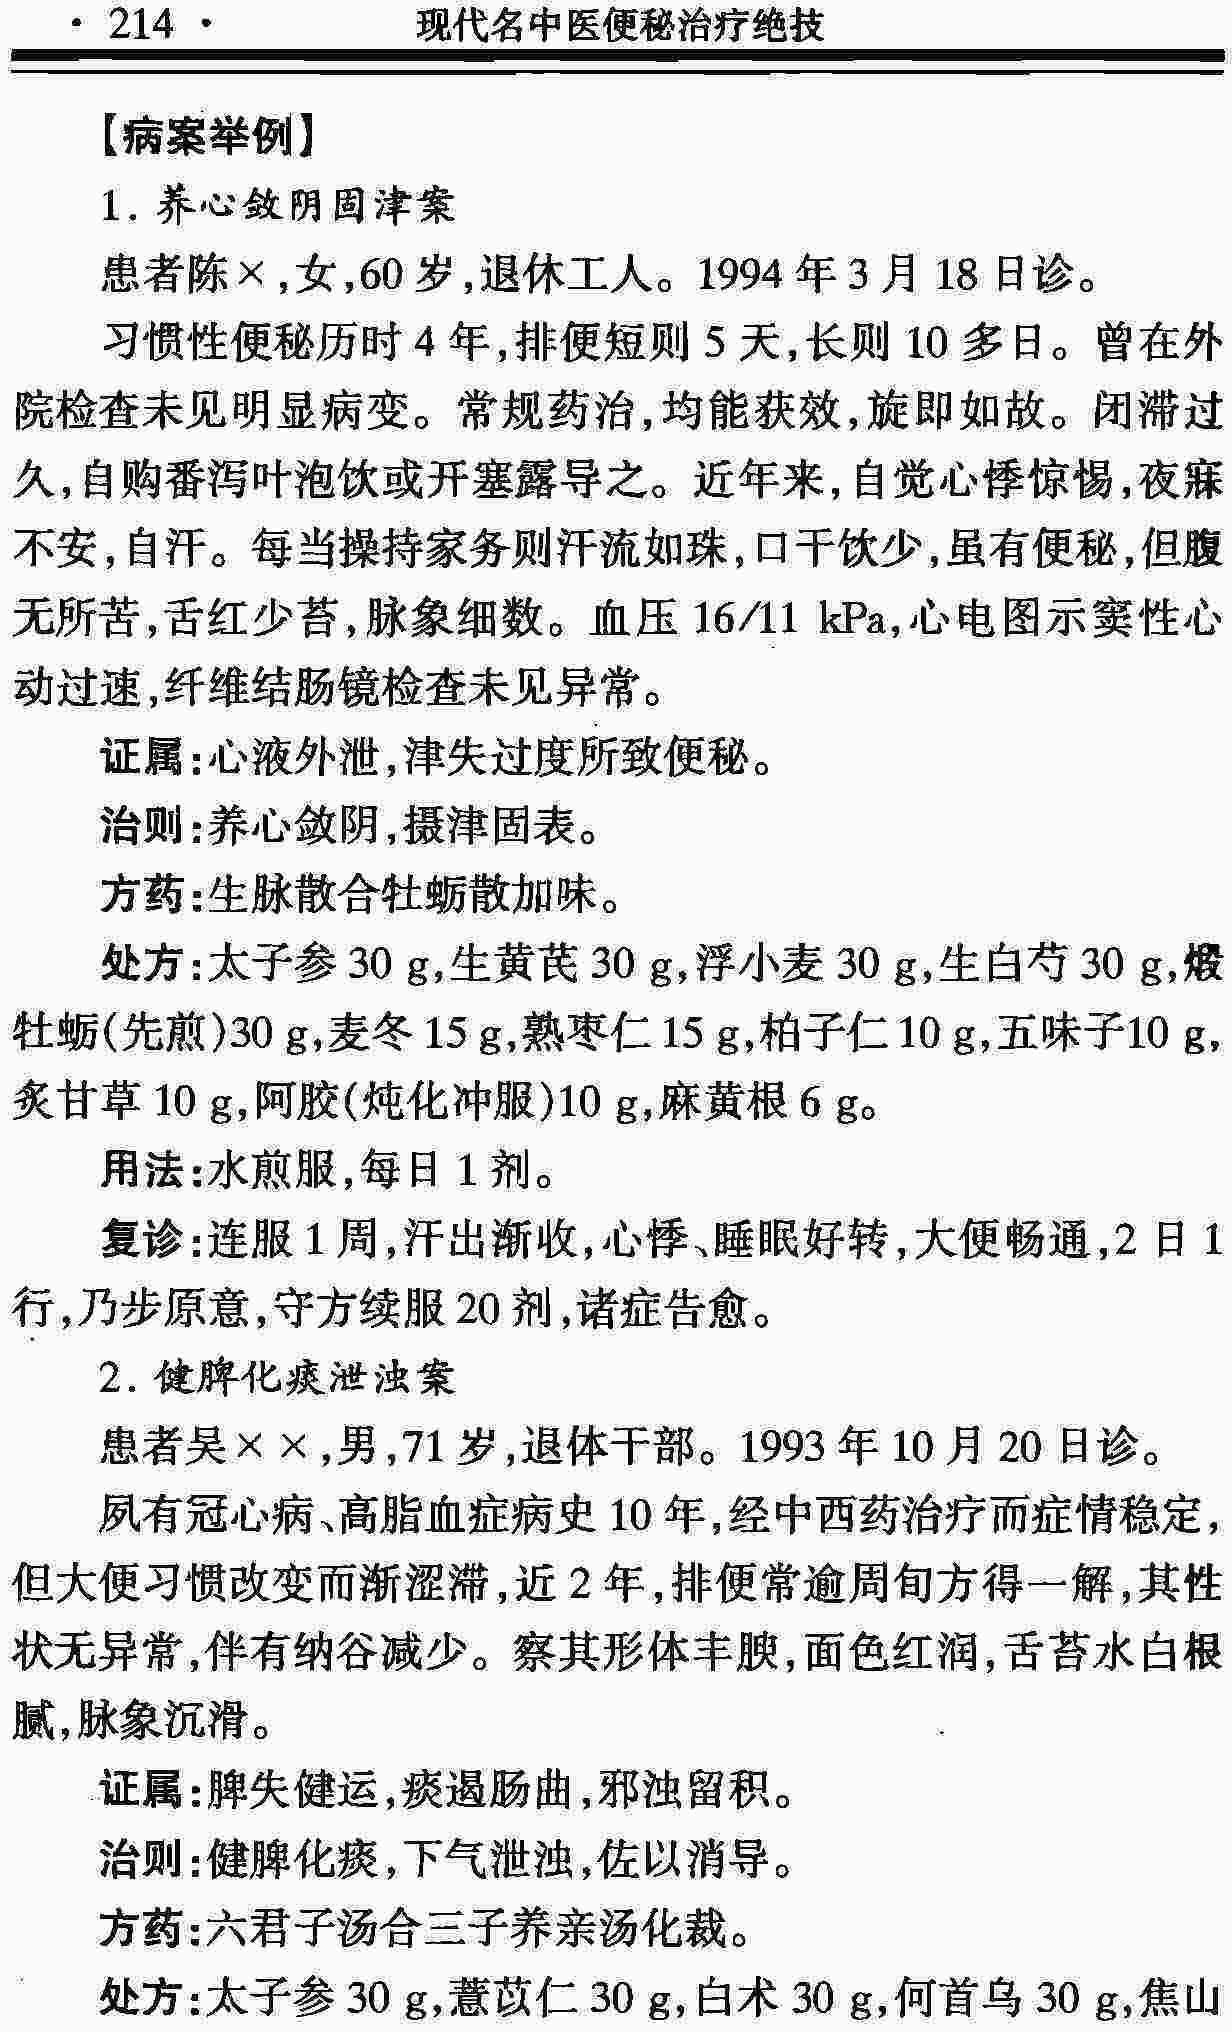 · 214 · 现代名中医便秘治疗绝技
【病案举例】
1. 养心敛阴固津案
患者陈×,女,60岁,退休工人。1994年3月18日诊。
习惯性便秘历时4年,排便短则5天,长则10多日。曾在外
院检查未见明显病变。常规药治,均能获效,旋即如故。闭滞过
久,自购番泻叶泡饮或开塞露导之。近年来,自觉心悸惊惕,夜寐
不安,自汗。每当操持家务则汗流如珠,口干饮少,虽有便秘,但腹
无所苦,舌红少苔,脉象细数。血压16/11 kPa,心电图示窦性心
动过速,纤维结肠镜检查未见异常。
证属:心液外泄,津失过度所致便秘。
治则:养心敛阴,摄津固表。
方药:生脉散合牡蛎散加味。
处方:太子参30 g,生黄芪30 g,浮小麦30 g,生白芍30 g,煅
牡蛎(先煎)30 g,麦冬15 g,熟枣仁15 g,柏子仁10 g,五味子10 g,
炙甘草10 g,阿胶(炖化冲服)10 g,麻黄根6 g。
用法:水煎服,每日1剂。
复诊:连服1周,汗出渐收,心悸、睡眠好转,大便畅通,2日1
行,乃步原意,守方续服20剂,诸症告愈。
2. 健脾化痰泄浊案
患者吴××,男,71岁,退体干部。1993年10月20日诊。
夙有冠心病、高脂血症病史10年,经中西药治疗而症情稳定,
但大便习惯改变而渐涩滞,近2年,排便常逾周旬方得一解,其性
状无异常,伴有纳谷减少。察其形体丰腴,面色红润,舌苔水白根
腻,脉象沉滑。
证属:脾失健运,痰遏肠曲,邪浊留积。
治则:健脾化痰,下气泄浊,佐以消导。
方药:六君子汤合三子养亲汤化裁。
处方:太子参30 g,薏苡仁30 g,白术30 g,何首乌30 g,焦山